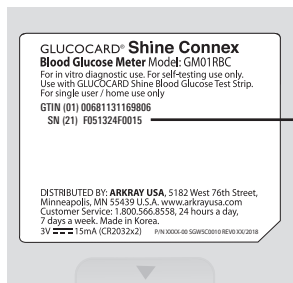 GLUCOCARD® Shine Connex
Blood Glucose Meter Model: GM01RBC
For in vitro diagnostic use. For self-testing use only.
Use with GLUCOCARD Shine Blood Glucose Test Strip.
For single user / home use only
GTIN (01) 00681131169806
SN (21) F051324F0015
DISTRIBUTED BY: ARKRAY USA, 5182 West 76th Street,
Minneapolis, MN 55439 U.S.A. www.arkrayusa.com
Customer Service: 1.800.566.8558, 24 hours a day,
7 days a week. Made in Korea.
3V ⎓ 15mA (CR2032x2) P/N XXXX-00 SGWSC0010 REV0 XX/2018